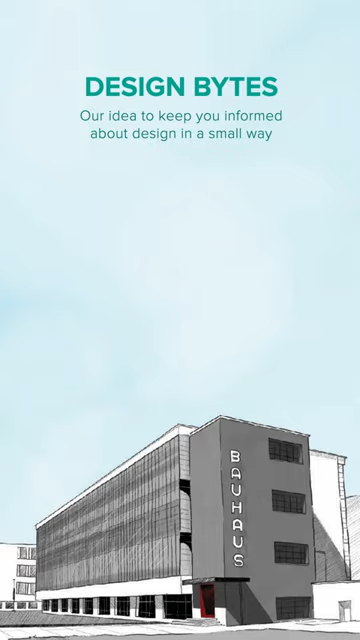 DESIGN BYTES
Our idea to keep you informed
about design in a small way
BAUHAUS